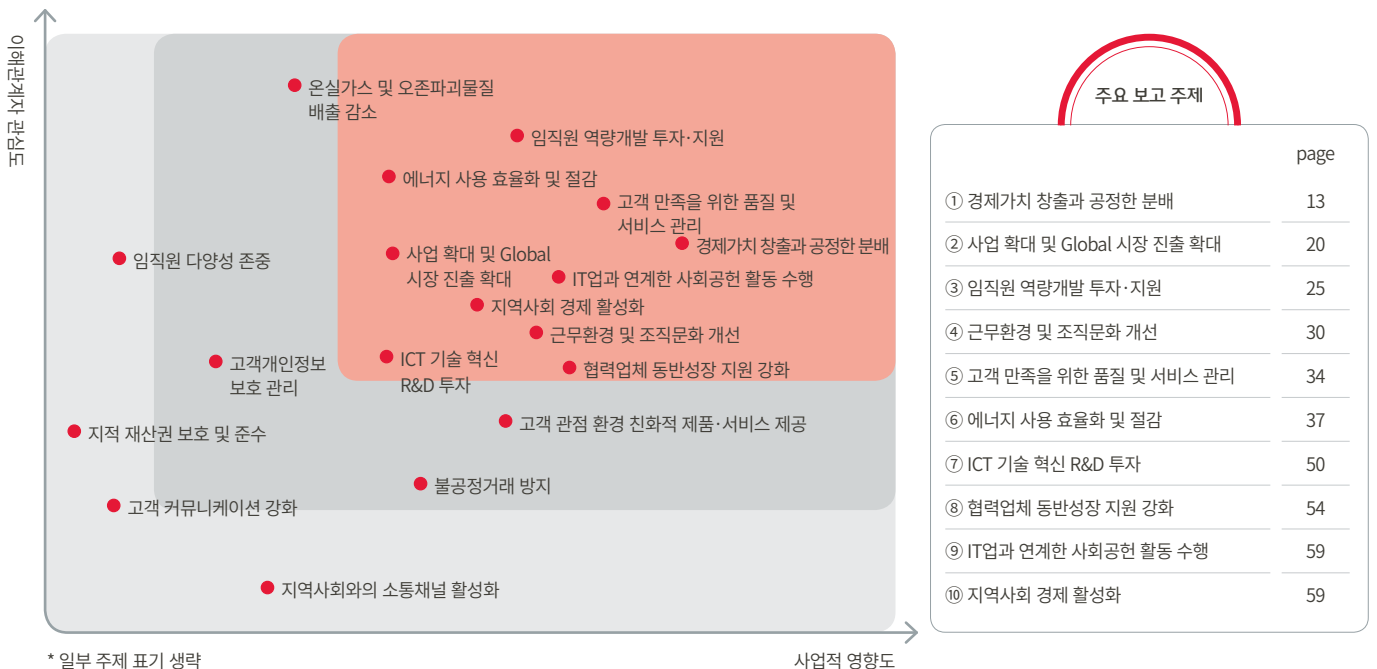 이해관계자 관심도
온실가스 및 오존파괴물질
배출 감소
임직원 역량개발 투자·지원
에너지 사용 효율화 및 절감
고객 만족을 위한 품질 및
서비스 관리
경제가치 창출과 공정한 분배
임직원 다양성 존중
사업 확대 및 Global
시장 진출 확대
IT업과 연계한 사회공헌 활동 수행
지역사회 경제 활성화
근무환경 및 조직문화 개선
고객개인정보
보호 관리
ICT 기술 혁신
R&D 투자
협력업체 동반성장 지원 강화
고객 관점 환경 친화적 제품·서비스 제공
지적 재산권 보호 및 준수
불공정거래 방지
고객 커뮤니케이션 강화
지역사회와의 소통채널 활성화
* 일부 주제 표기 생략
사업적 영향도
주요 보고 주제
page
① 경제가치 창출과 공정한 분배 13
② 사업 확대 및 Global 시장 진출 확대 20
③ 임직원 역량개발 투자·지원 25
④ 근무환경 및 조직문화 개선 30
⑤ 고객 만족을 위한 품질 및 서비스 관리 34
⑥ 에너지 사용 효율화 및 절감 37
⑦ ICT 기술 혁신 R&D 투자 50
⑧ 협력업체 동반성장 지원 강화 54
⑨ IT업과 연계한 사회공헌 활동 수행 59
⑩ 지역사회 경제 활성화 59